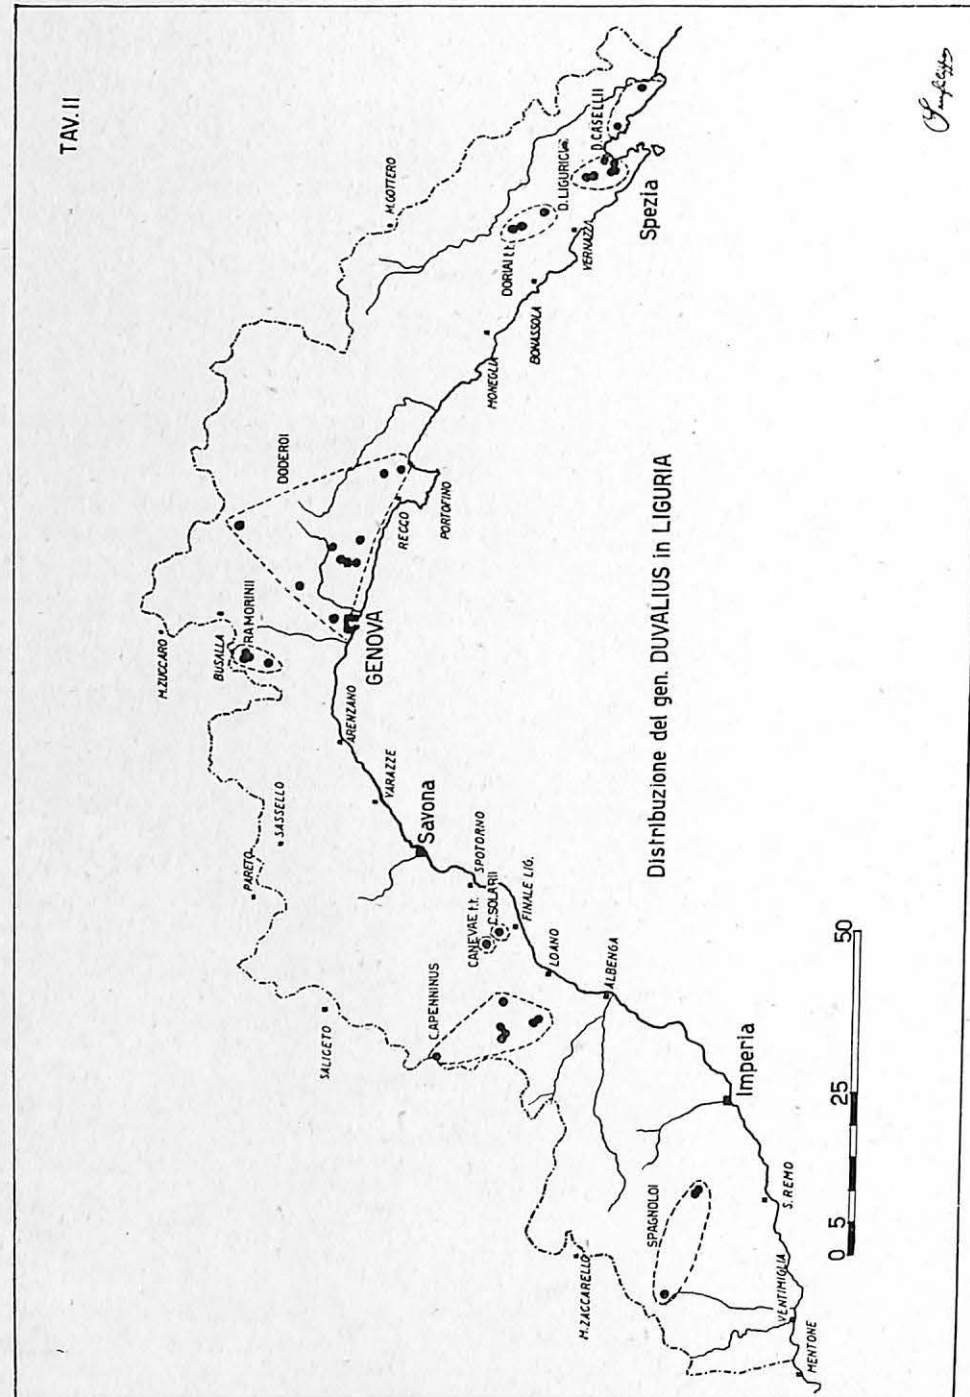 TAV. II
M. GOTTERO
D. CASELLII
D. LIGURICUS
DORIAI t.t.
Spezia
VERNAZZA
BONASSOLA
MONEGLIA
DODEROI
PORTOFINO
RECCO
M. ZUCCARO
BUSALLA
RAMORINII
GENOVA
ARENZANO
VARAZZE
SASSELLO
PARETO
Savona
SPOTORNO
CANEVAE t.t.
C. SOLARII
FINALE LIG.
LOANO
ALBENGA
C. APENNINUS
SALICETO
Imperia
S. REMO
SPAGNOLOI
M. ZACCARELLO
VENTIMIGLIA
MENTONE
Distribuzione del gen. DUVALIUS in LIGURIA
0 5 25 50